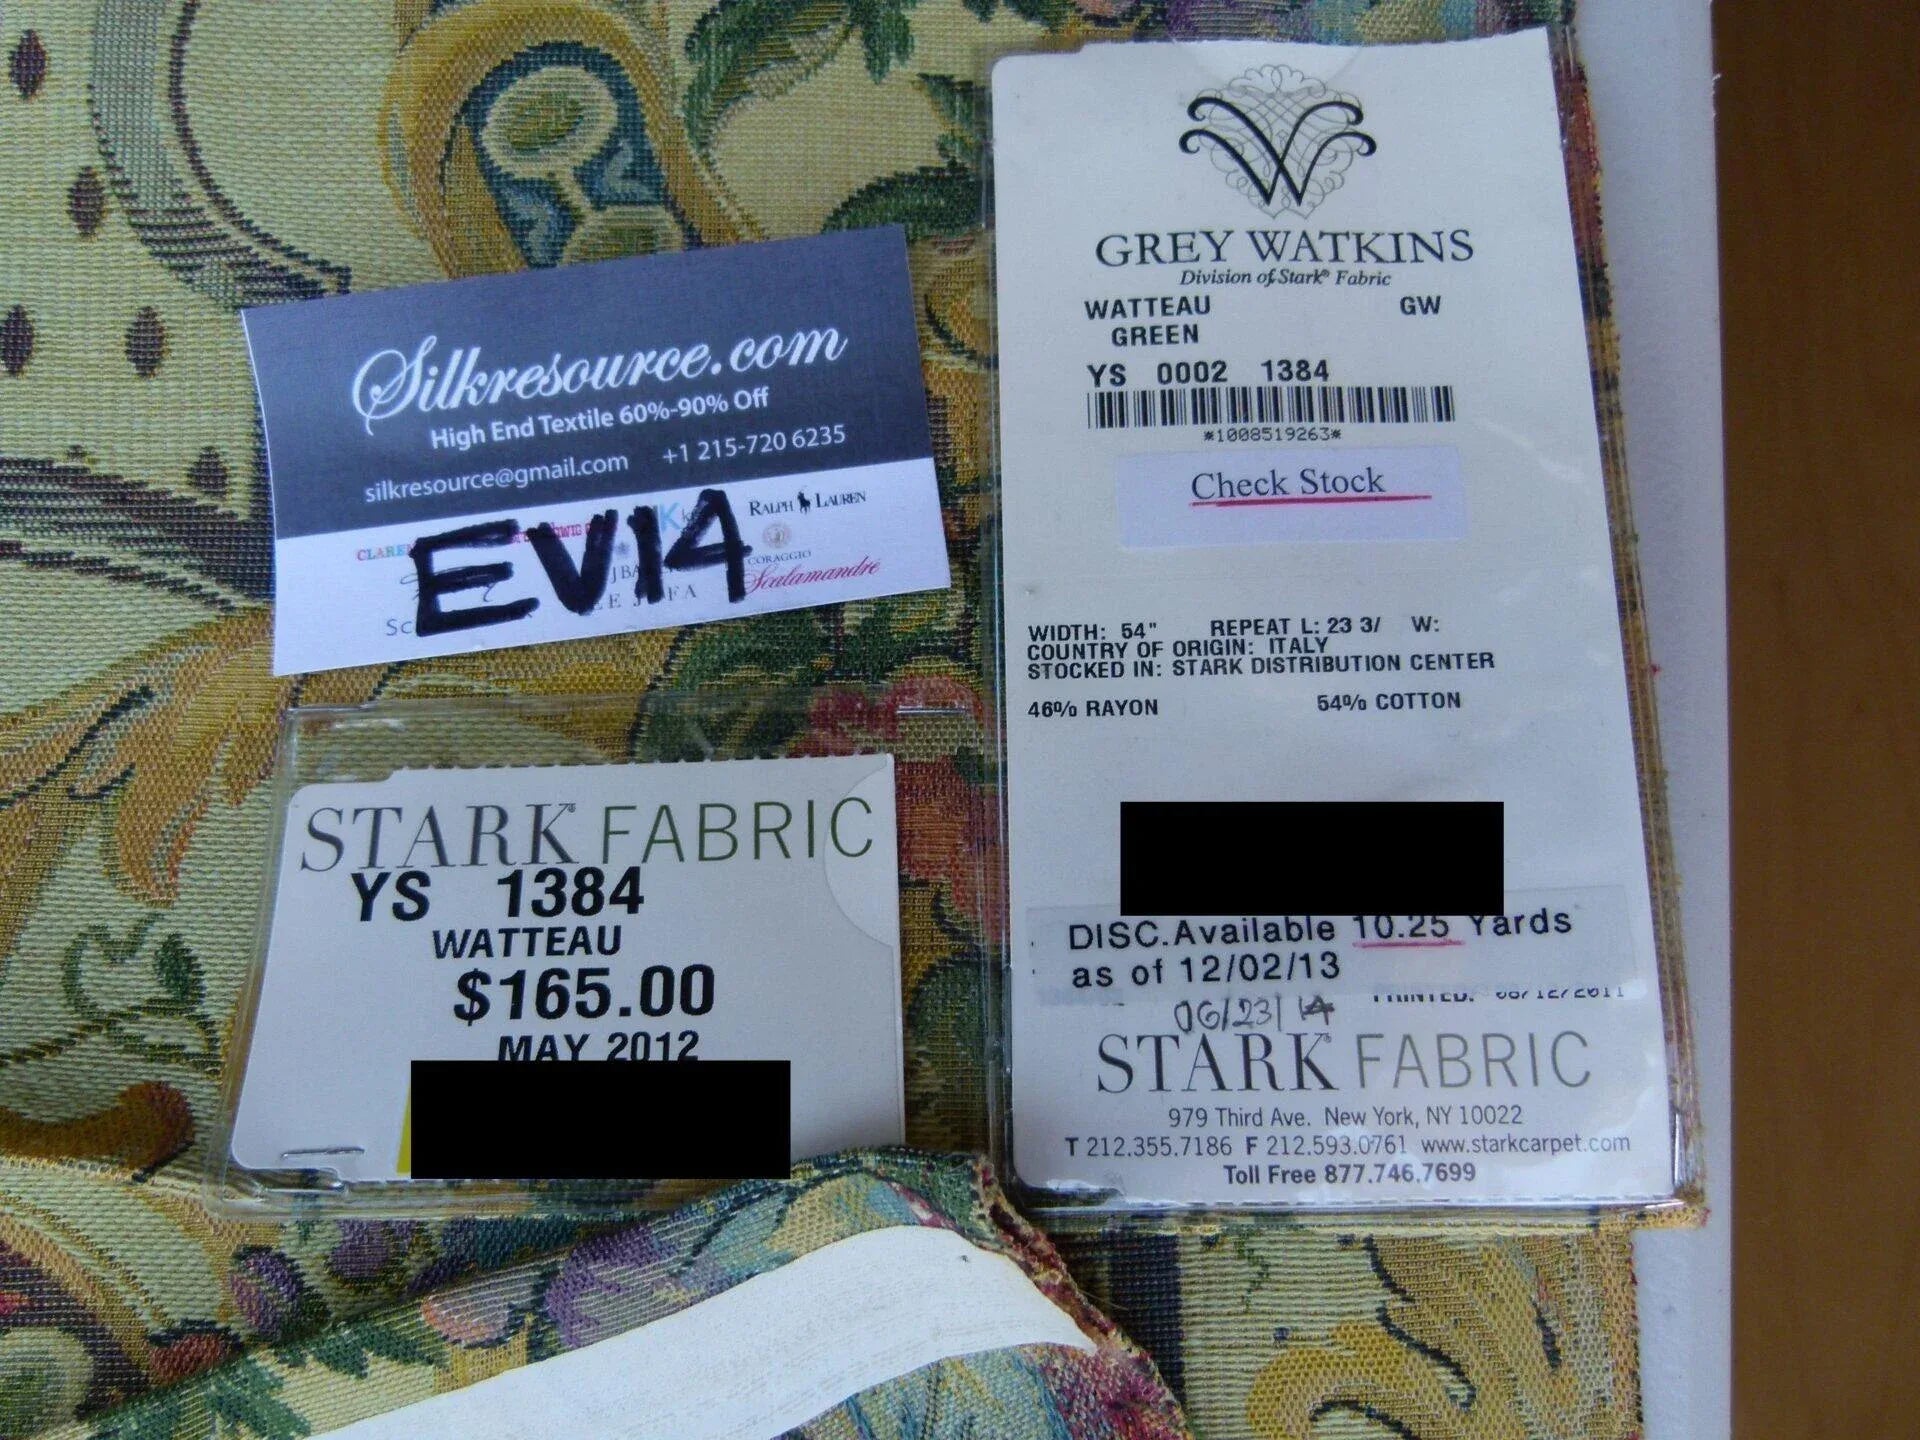 Silkresource.com
High End Textile 60%-90% Off
silkresource@gmail.com +1 215-720 6235
RALPH LAUREN
CORAGGIO
Scalamandré
EV14
STARK FABRIC
YS 1384
WATTEAU
$165.00
MAY 2012
GREY WATKINS
Division of Stark® Fabric
WATTEAU GW
GREEN
YS 0002 1384
*1008519263*
Check Stock
WIDTH: 54" REPEAT L: 23 3/ W:
COUNTRY OF ORIGIN: ITALY
STOCKED IN: STARK DISTRIBUTION CENTER
46% RAYON 54% COTTON
DISC.Available 10.25 Yards
as of 12/02/13
06/23/14
STARK FABRIC
979 Third Ave. New York, NY 10022
T 212.355.7186 F 212.593.0761 www.starkcarpet.com
Toll Free 877.746.7699